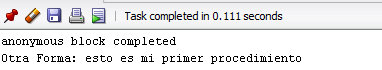 Task completed in 0.111 seconds
anonymous block completed
Otra Forma: esto es mi primer procedimiento